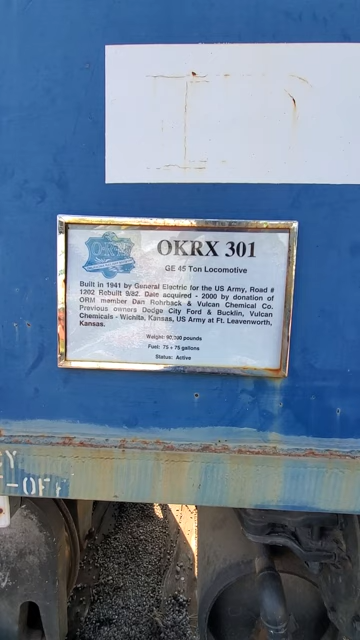 OKRX 301
GE 45 Ton Locomotive
Built in 1941 by General Electric for the US Army, Road #
1202 Rebuilt 9/82. Date acquired - 2000 by donation of
ORM member Dan Rohrback & Vulcan Chemical Co.
Previous owners Dodge City Ford & Bucklin, Vulcan
Chemicals - Wichita, Kansas, US Army at Ft. Leavenworth,
Kansas.
Weight: 90,000 pounds
Fuel: 75 + 75 gallons
Status: Active
-OFF